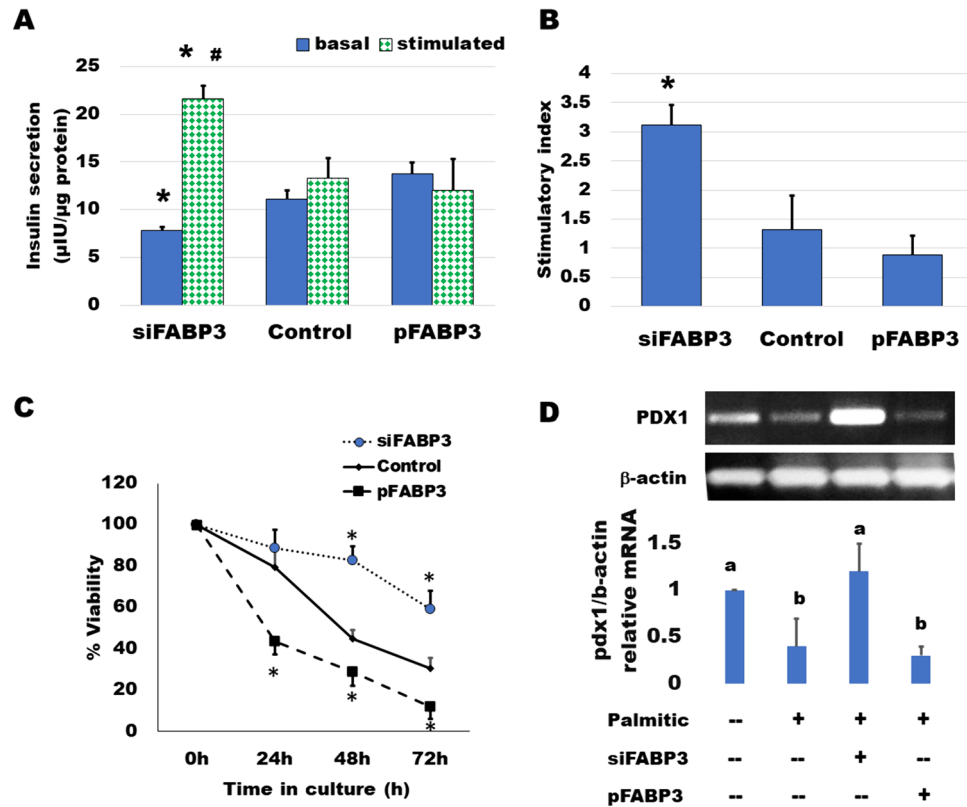 A
basal stimulated
* #
*
Insulin secretion
(µIU/µg protein)
30
25
20
15
10
5
0
siFABP3 Control pFABP3
B
*
Stimulatory index
4
3.5
3
2.5
2
1.5
1
0.5
0
siFABP3 Control pFABP3
C
siFABP3
Control
pFABP3
% Viability
120
100
80
60
40
20
0
* *
* * *
0h 24h 48h 72h
Time in culture (h)
D
PDX1
β-actin
pdx1/b-actin
relative mRNA
1.5
1
0.5
0
a b a b
Palmitic -- + + +
siFABP3 -- -- + --
pFABP3 -- -- -- +